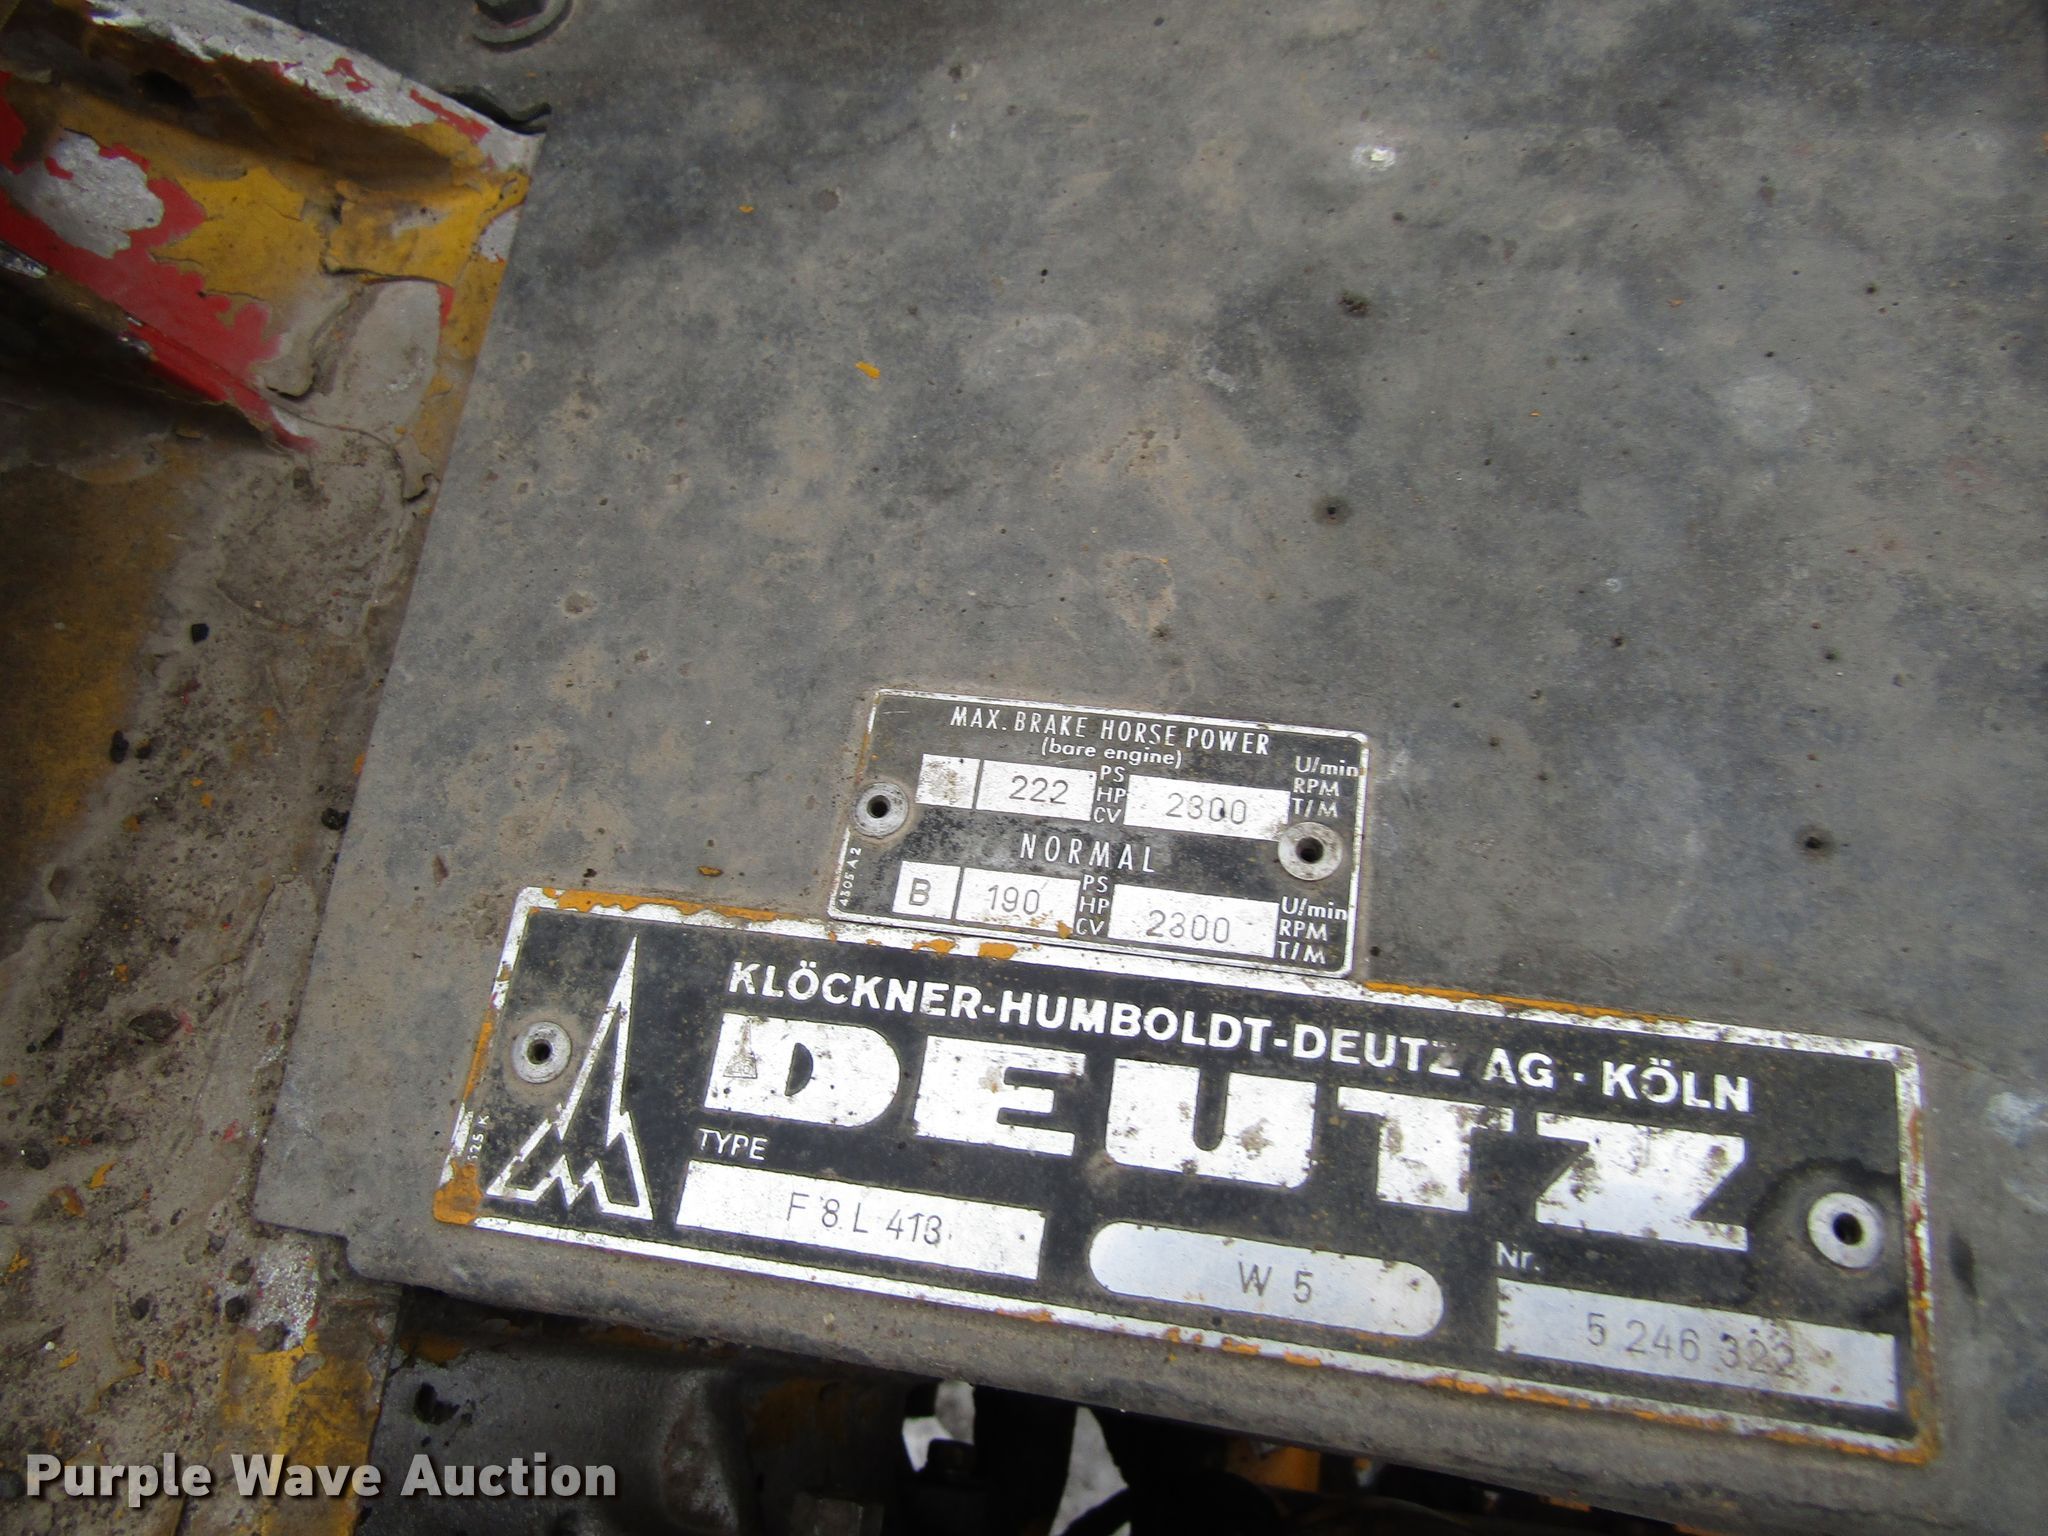 MAX. BRAKE HORSE POWER
(bare engine)
222 PS HP CV 2300 U/min RPM T/M
NORMAL
B 190 PS HP CV 2300 U/min RPM T/M
4305 A 2
KLÖCKNER-HUMBOLDT-DEUTZ AG · KÖLN
DEUTZ
TYPE
F 8 L 413
W 5
Nr.
5 246 322
Purple Wave Auction